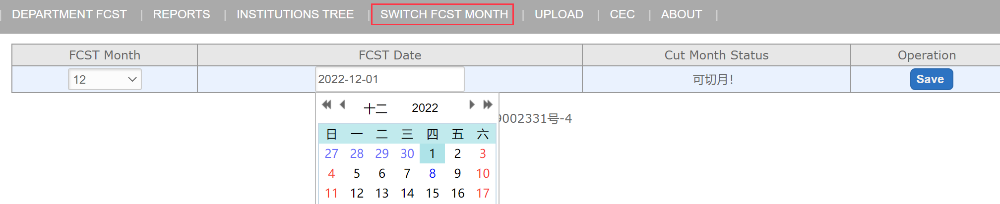 | DEPARTMENT FCST | REPORTS | INSTITUTIONS TREE | SWITCH FCST MONTH | UPLOAD | CEC | ABOUT |
FCST Month FCST Date Cut Month Status Operation
12 2022-12-01 可切月! Save
十二 2022
9002331号-4
日 一 二 三 四 五 六
27 28 29 30 1 2 3
4 5 6 7 8 9 10
11 12 13 14 15 16 17